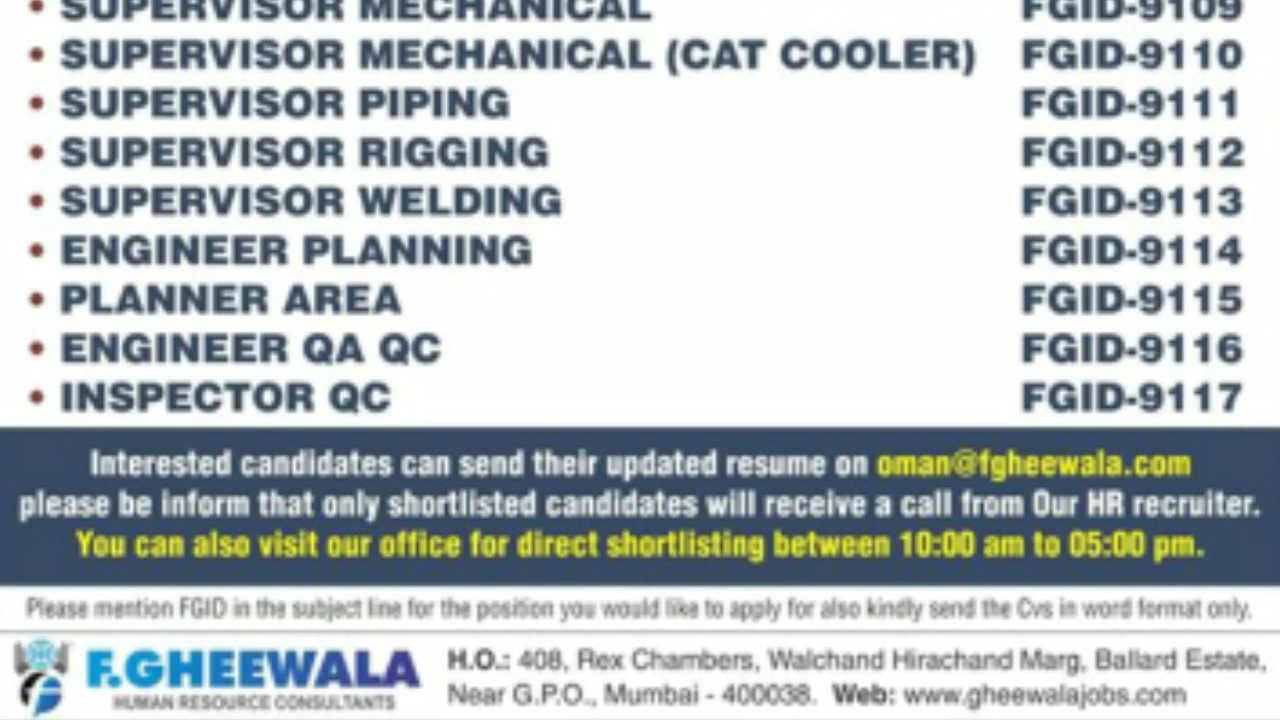 • SUPERVISOR MECHANICAL FGID-9109
• SUPERVISOR MECHANICAL (CAT COOLER) FGID-9110
• SUPERVISOR PIPING FGID-9111
• SUPERVISOR RIGGING FGID-9112
• SUPERVISOR WELDING FGID-9113
• ENGINEER PLANNING FGID-9114
• PLANNER AREA FGID-9115
• ENGINEER QA QC FGID-9116
• INSPECTOR QC FGID-9117
Interested candidates can send their updated resume on oman@fgheewala.com
please be inform that only shortlisted candidates will receive a call from Our HR recruiter.
You can also visit our office for direct shortlisting between 10:00 am to 05:00 pm.
Please mention FGID in the subject line for the position you would like to apply for also kindly send the Cvs in word format only.
F.GHEEWALA
HUMAN RESOURCE CONSULTANTS
H.O.: 408, Rex Chambers, Walchand Hirachand Marg, Ballard Estate,
Near G.P.O., Mumbai - 400038. Web: www.gheewalajobs.com